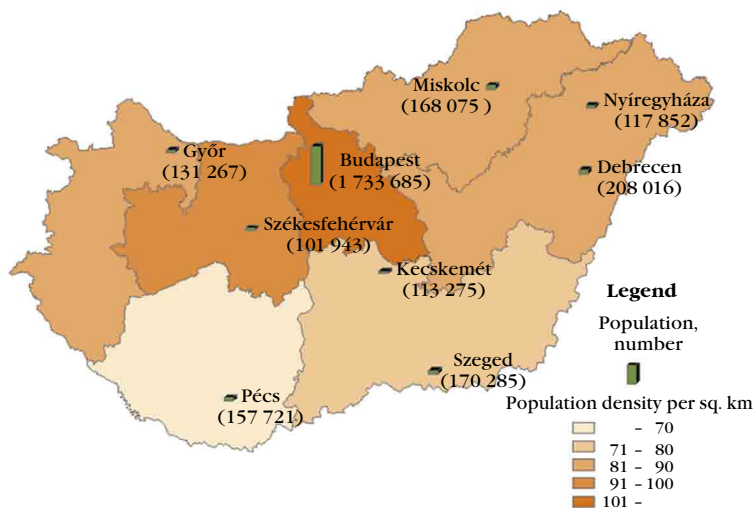 Miskolc
(168 075 )
Nyíregyháza
(117 852)
Győr
(131 267)
Budapest
(1 733 685)
Debrecen
(208 016)
Székesfehérvár
(101 943)
Kecskemét
(113 275)
Szeged
(170 285)
Pécs
(157 721)
Legend
Population,
number
Population density per sq. km
– 70
71 – 80
81 – 90
91 – 100
101 –